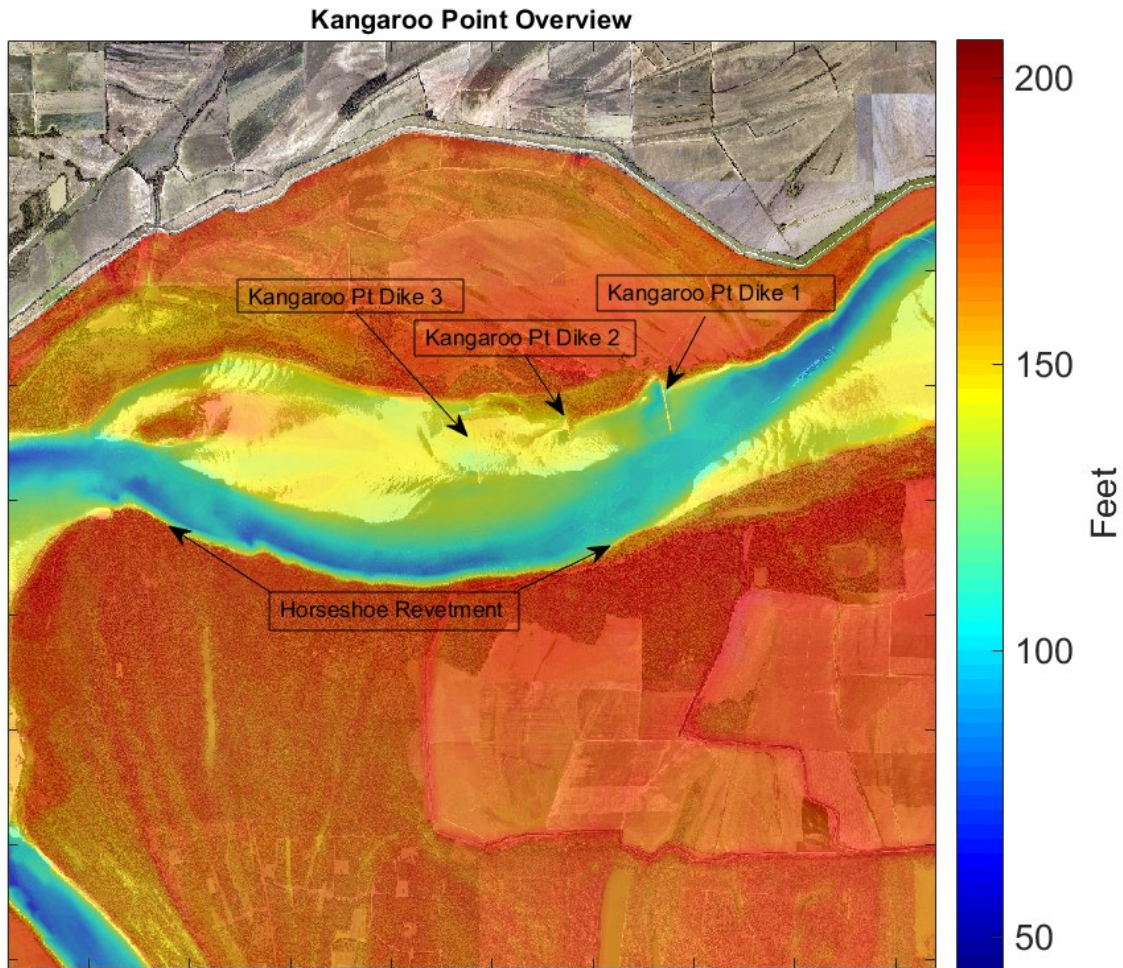 Kangaroo Point Overview
Kangaroo Pt Dike 3
Kangaroo Pt Dike 1
Kangaroo Pt Dike 2
Horseshoe Revetment
200
150
100
50
Feet